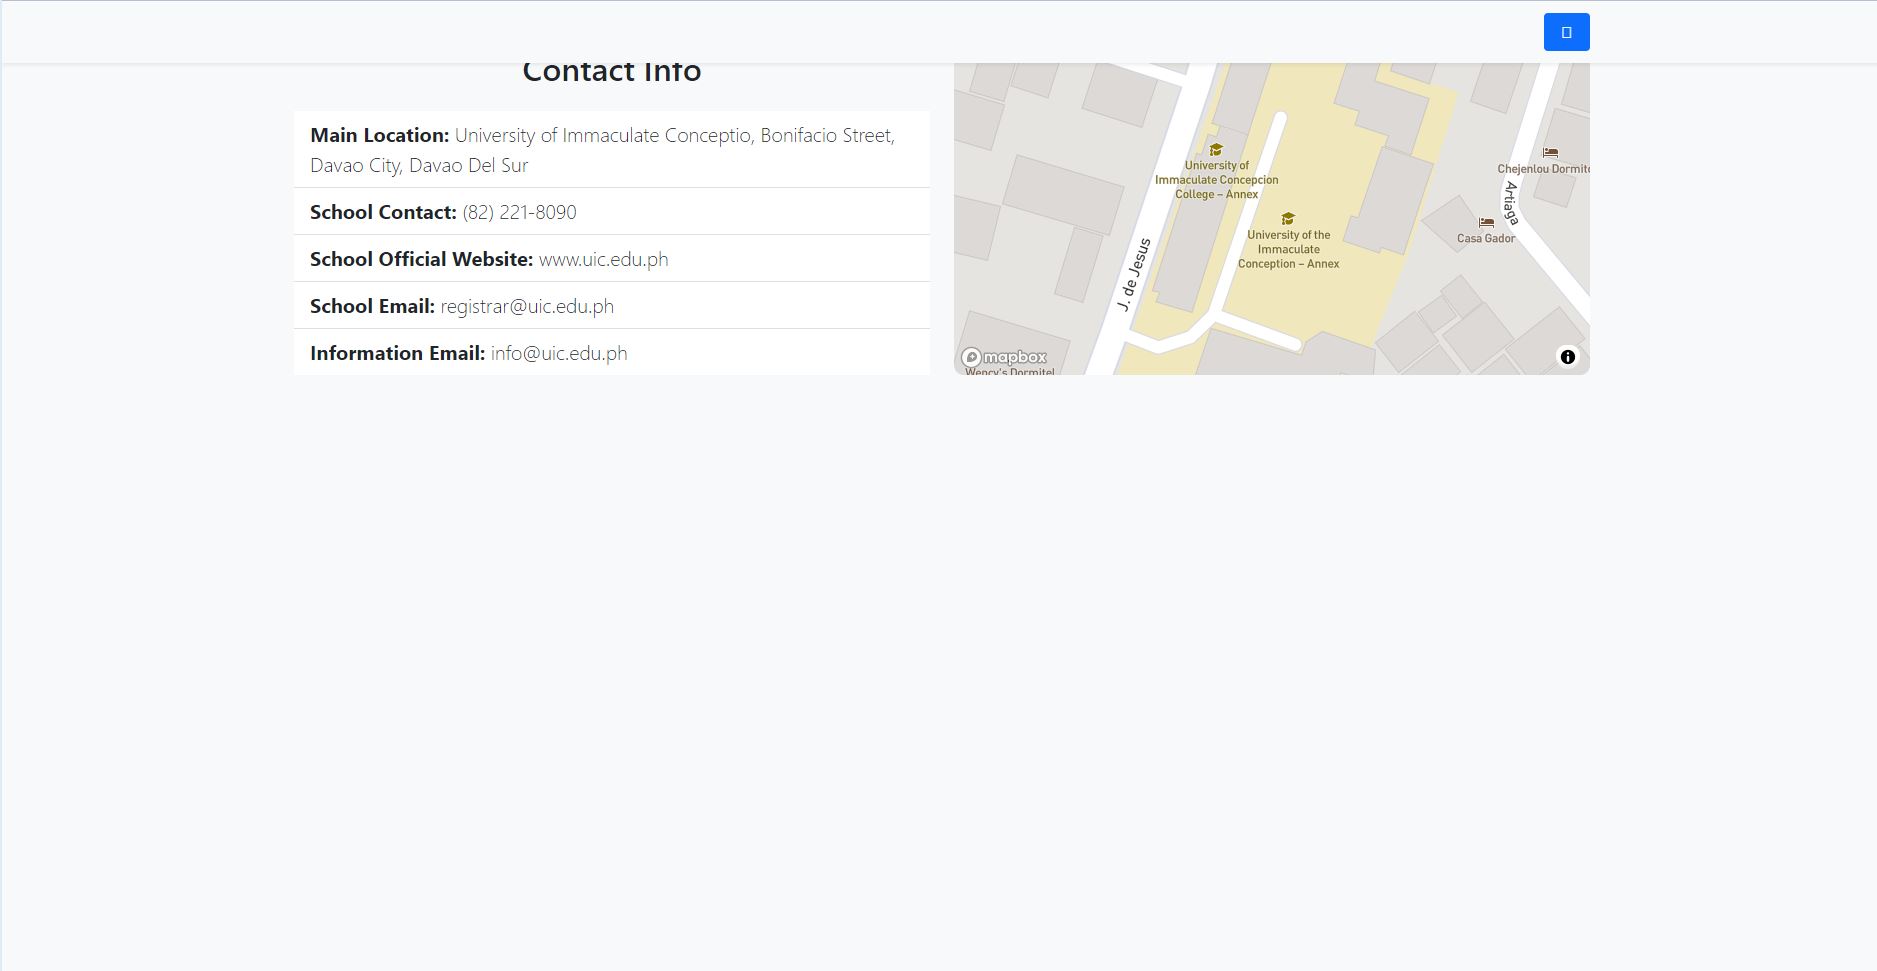 Contact Info
Main Location: University of Immaculate Conceptio, Bonifacio Street,
Davao City, Davao Del Sur
School Contact: (82) 221-8090
School Official Website: www.uic.edu.ph
School Email: registrar@uic.edu.ph
Information Email: info@uic.edu.ph
University of
Immaculate Concepcion
College – Annex
University of the
Immaculate
Conception – Annex
J. de Jesus
Artiaga
Chejenlou Dormito
Casa Gador
mapbox
Wency's Dormitel